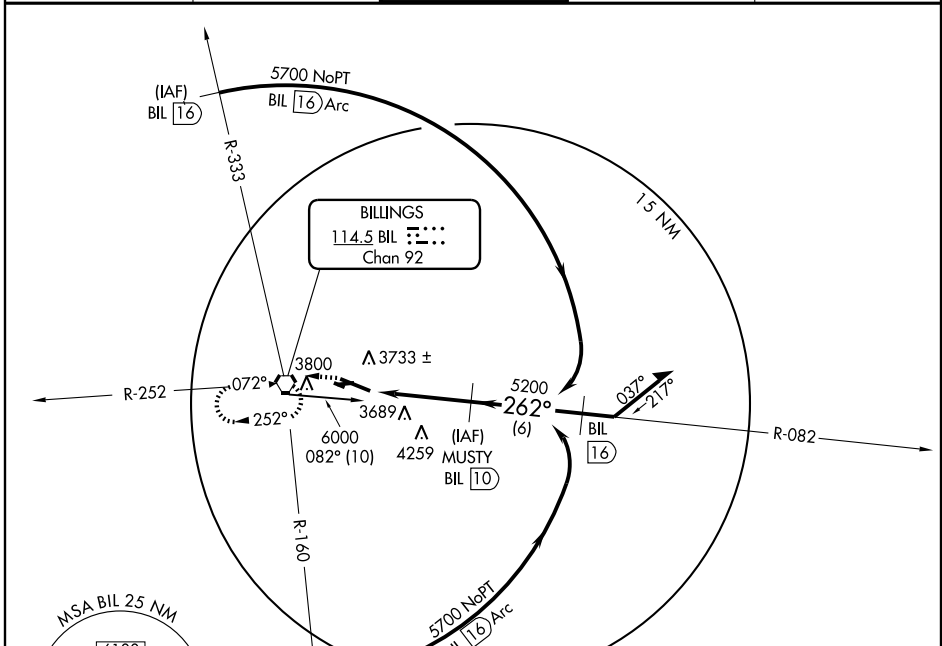 5700 NoPT
(IAF)
BIL 16
BIL 16 Arc
R-333
15 NM
BILLINGS
114.5 BIL
Chan 92
3733 ±
3800
R-252
072°
252°
3689
4259
6000
082° (10)
(IAF)
MUSTY
BIL 10
5200
262°
(6)
BIL
16
037°
217°
R-082
R-160
5700 NoPT
BIL 16 Arc
MSA BIL 25 NM